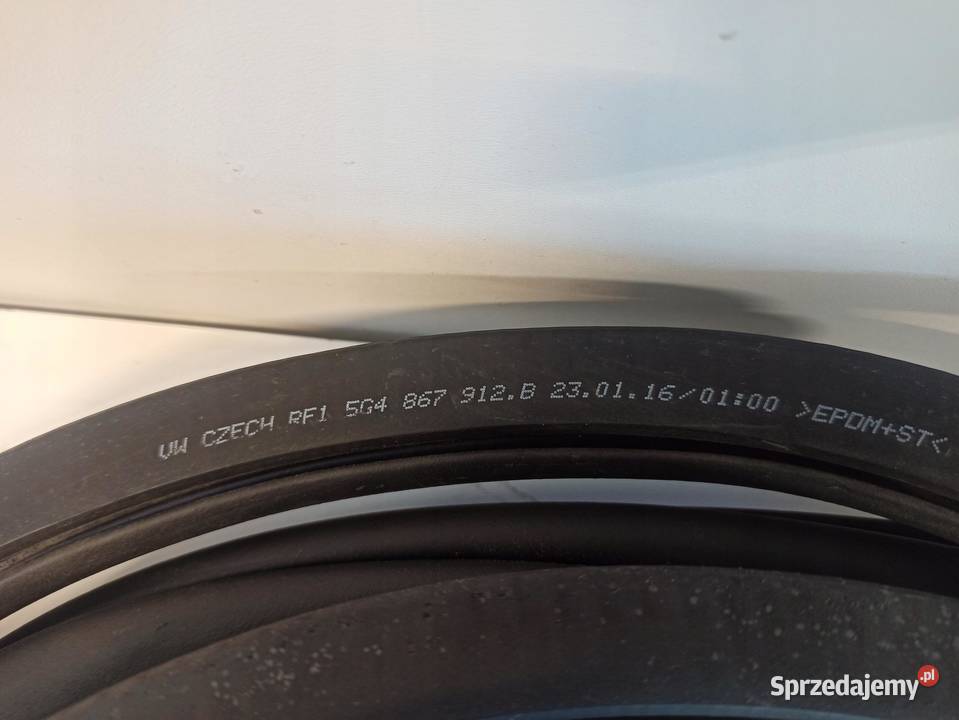 VW CZECH RF1 5G4 867 912.B 23.01.16/01:00 >EPDM+ST<
Sprzedajemy.pl